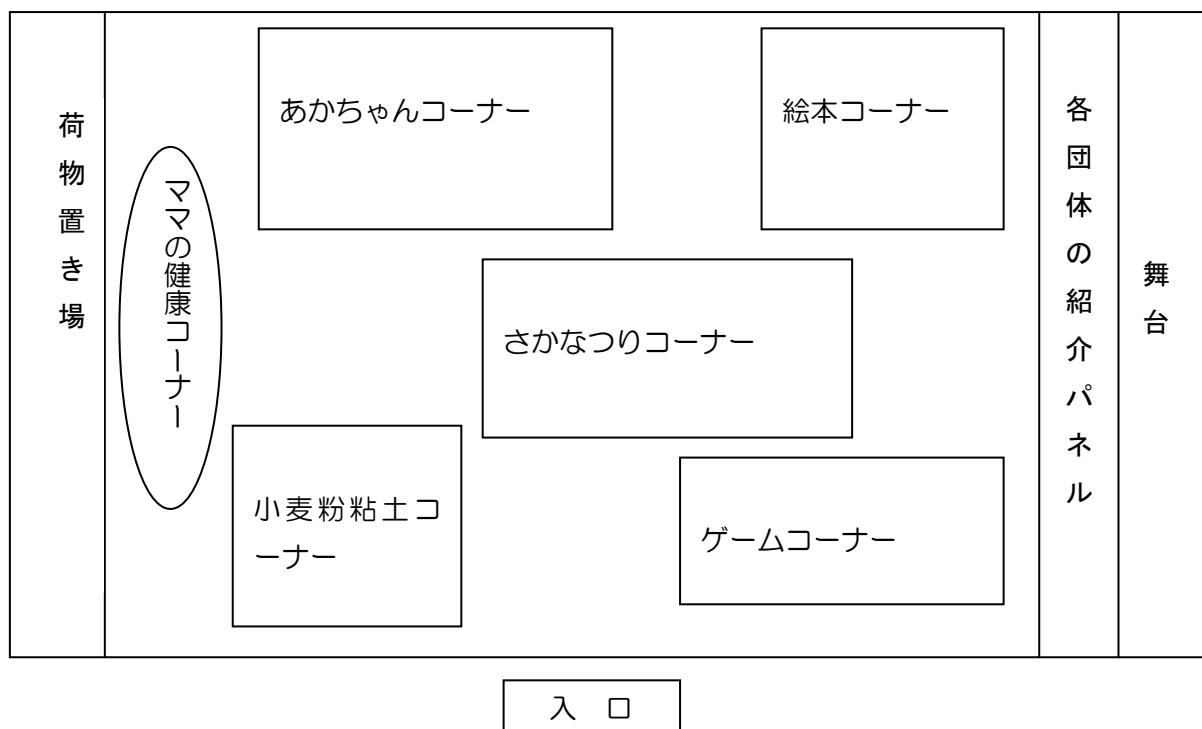 荷物置き場
ママの健康コーナー
あかちゃんコーナー
絵本コーナー
さかなつりコーナー
小麦粉粘土コ
ーナー
ゲームコーナー
各団体の紹介パネル
舞台
入　口